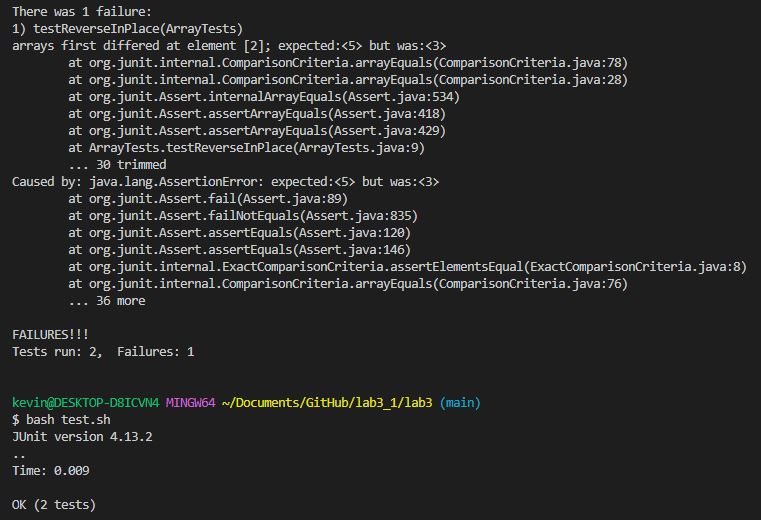 There was 1 failure:
1) testReverseInPlace(ArrayTests)
arrays first differed at element [2]; expected:<5> but was:<3>
at org.junit.internal.ComparisonCriteria.arrayEquals(ComparisonCriteria.java:78)
at org.junit.internal.ComparisonCriteria.arrayEquals(ComparisonCriteria.java:28)
at org.junit.Assert.internalArrayEquals(Assert.java:534)
at org.junit.Assert.assertArrayEquals(Assert.java:418)
at org.junit.Assert.assertArrayEquals(Assert.java:429)
at ArrayTests.testReverseInPlace(ArrayTests.java:9)
... 30 trimmed
Caused by: java.lang.AssertionError: expected:<5> but was:<3>
at org.junit.Assert.fail(Assert.java:89)
at org.junit.Assert.failNotEquals(Assert.java:835)
at org.junit.Assert.assertEquals(Assert.java:120)
at org.junit.Assert.assertEquals(Assert.java:146)
at org.junit.internal.ExactComparisonCriteria.assertElementsEqual(ExactComparisonCriteria.java:8)
at org.junit.internal.ComparisonCriteria.arrayEquals(ComparisonCriteria.java:76)
... 36 more
FAILURES!!!
Tests run: 2,  Failures: 1
kevin@DESKTOP-D8ICVN4 MINGW64 ~/Documents/GitHub/lab3_1/lab3 (main)
$ bash test.sh
JUnit version 4.13.2
..
Time: 0.009
OK (2 tests)